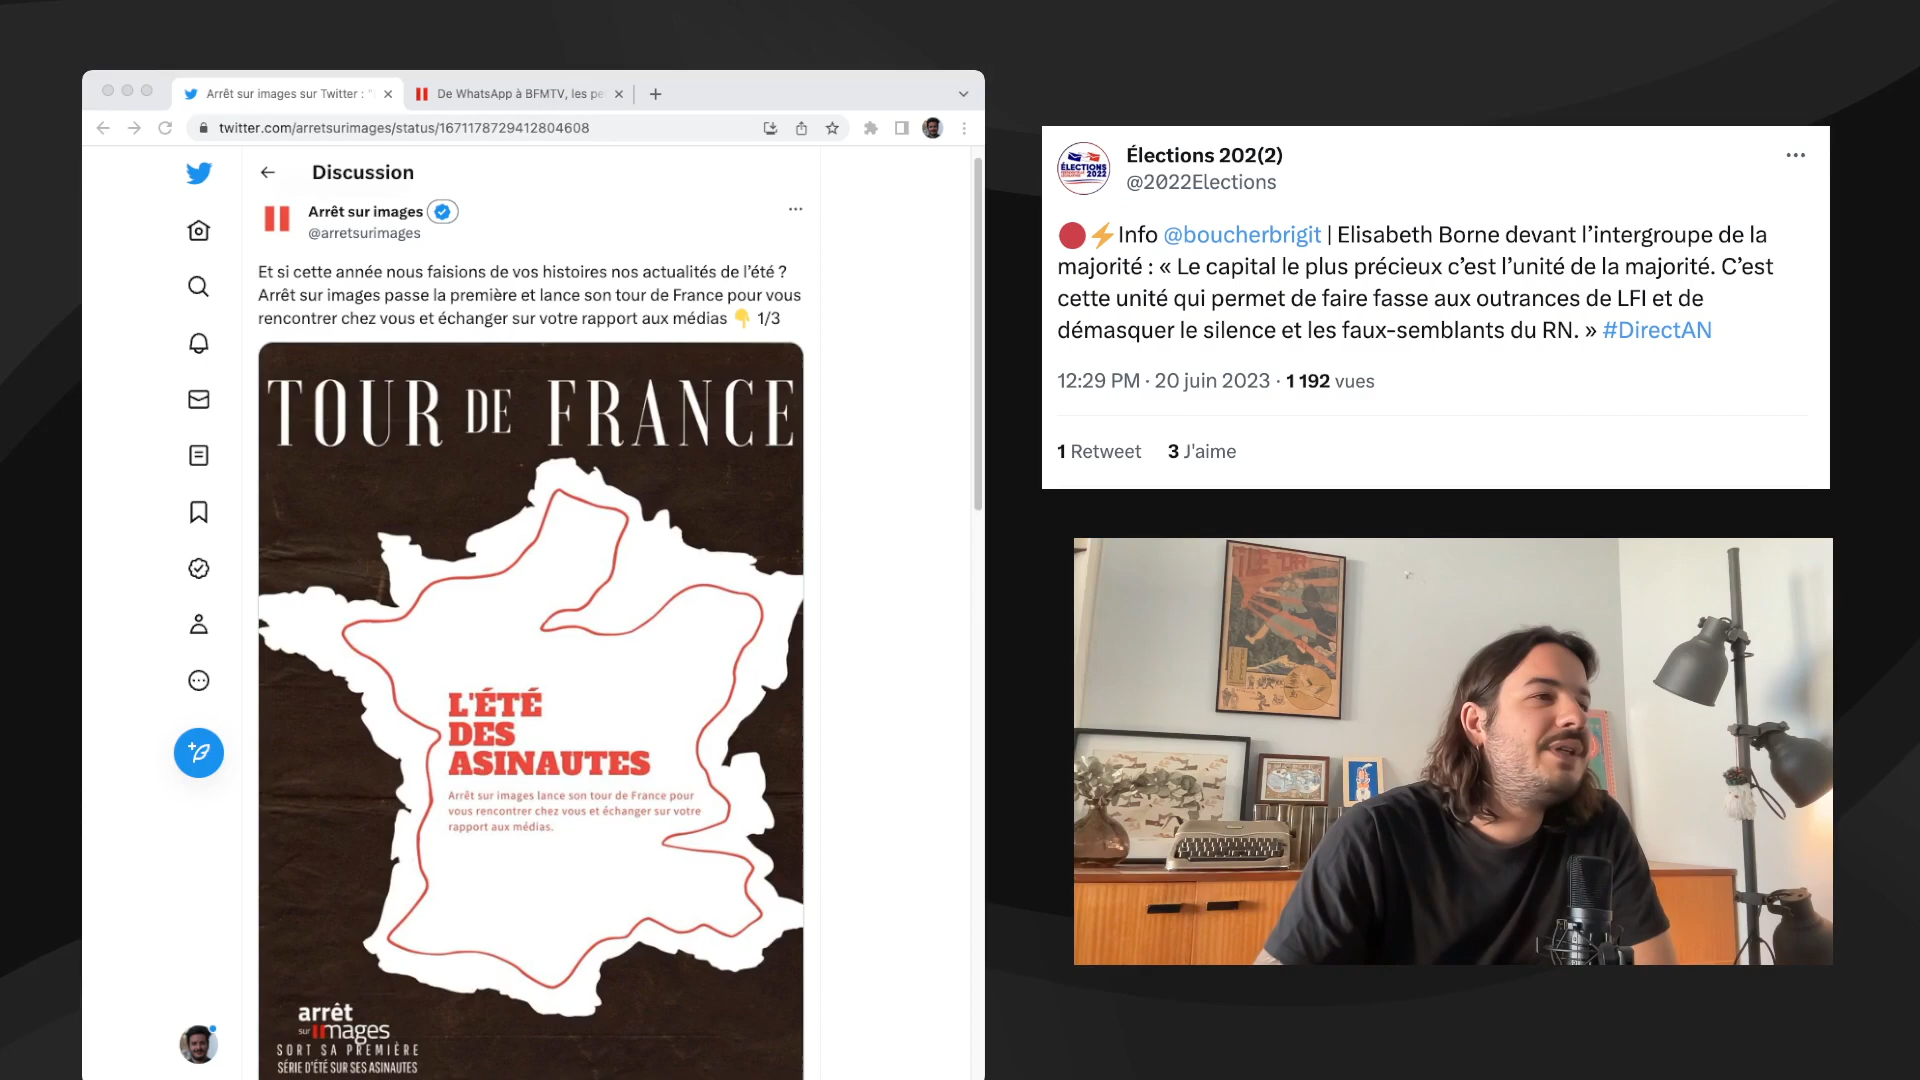 Arrêt sur images sur Twitter : "
De WhatsApp à BFMTV, les pe
twitter.com/arretsurimages/status/1671178729412804608
Discussion
Arrêt sur images
@arretsurimages
Et si cette année nous faisions de vos histoires nos actualités de l'été ?
Arrêt sur images passe la première et lance son tour de France pour vous
rencontrer chez vous et échanger sur votre rapport aux médias 👇 1/3
TOUR DE FRANCE
L'ÉTÉ
DES
ASINAUTES
Arrêt sur images lance son tour de France pour
vous rencontrer chez vous et échanger sur votre
rapport aux médias.
arrêt
sur images
SORT SA PREMIÈRE
SÉRIE D'ÉTÉ SUR SES ASINAUTES
ÉLECTIONS
2022
Élections 202(2)
@2022Elections
🔴⚡Info @boucherbrigit | Elisabeth Borne devant l’intergroupe de la
majorité : « Le capital le plus précieux c’est l’unité de la majorité. C’est
cette unité qui permet de faire fasse aux outrances de LFI et de
démasquer le silence et les faux-semblants du RN. » #DirectAN
12:29 PM · 20 juin 2023 · 1 192 vues
1 Retweet 3 J'aime